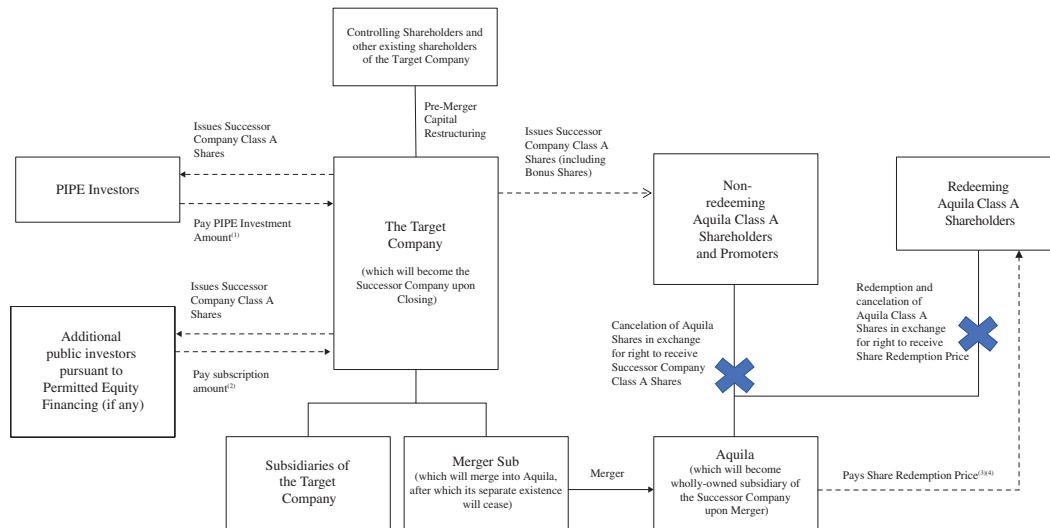 Controlling Shareholders and
other existing shareholders
of the Target Company
Pre-Merger
Capital
Restructuring
Issues Successor
Company Class A
Shares
Issues Successor
Company Class A
Shares (including
Bonus Shares)
PIPE Investors
Pay PIPE Investment
Amount(1)
The Target
Company
(which will become the
Successor Company upon
Closing)
Non-
redeeming
Aquila Class A
Shareholders
and Promoters
Redeeming
Aquila Class A
Shareholders
Issues Successor
Company Class A
Shares
Additional
public investors
pursuant to
Permitted Equity
Financing (if any)
Pay subscription
amount(2)
Cancelation of Aquila
Shares in exchange
for right to receive
Successor Company
Class A Shares
Redemption and
cancelation of
Aquila Class A
Shares in exchange
for right to receive
Share Redemption Price
Subsidiaries of
the Target
Company
Merger Sub
(which will merge into Aquila,
after which its separate existence
will cease)
Merger
Aquila
(which will become
wholly-owned subsidiary of
the Successor Company
upon Merger)
Pays Share Redemption Price(3)(4)